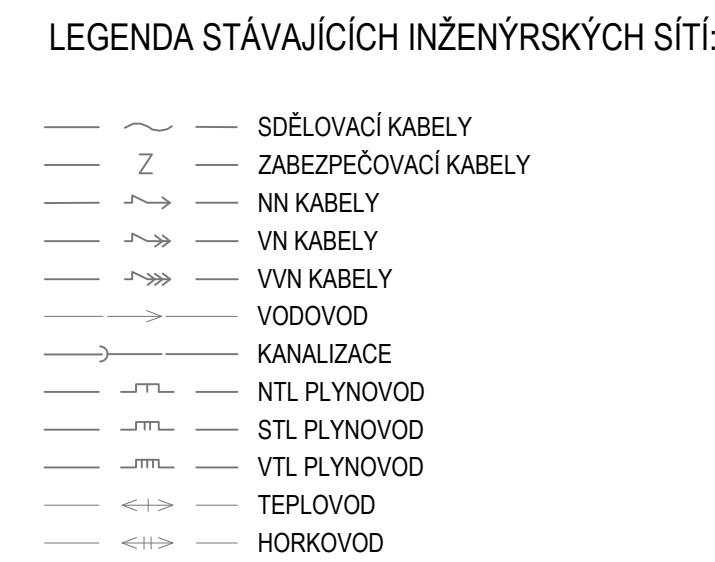 LEGENDA STÁVAJÍCÍCH INŽENÝRSKÝCH SÍTÍ:
SDĚLOVACÍ KABELY
Z ZABEZPEČOVACÍ KABELY
NN KABELY
VN KABELY
VVN KABELY
VODOVOD
KANALIZACE
NTL PLYNOVOD
STL PLYNOVOD
VTL PLYNOVOD
TEPLOVOD
HORKOVOD